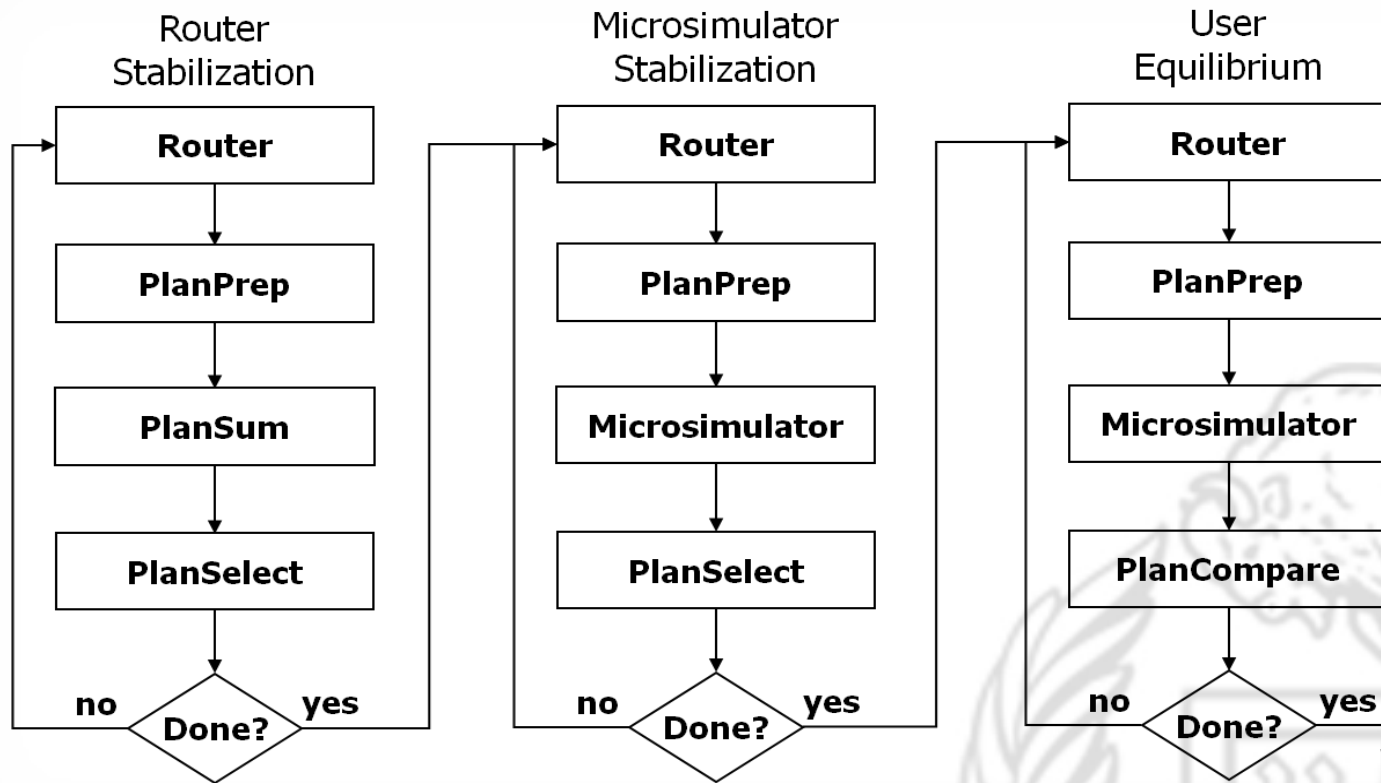 Router
Stabilization
Router
PlanPrep
PlanSum
PlanSelect
Done?
no
yes
Microsimulator
Stabilization
Router
PlanPrep
Microsimulator
PlanSelect
Done?
no
yes
User
Equilibrium
Router
PlanPrep
Microsimulator
PlanCompare
Done?
no
yes